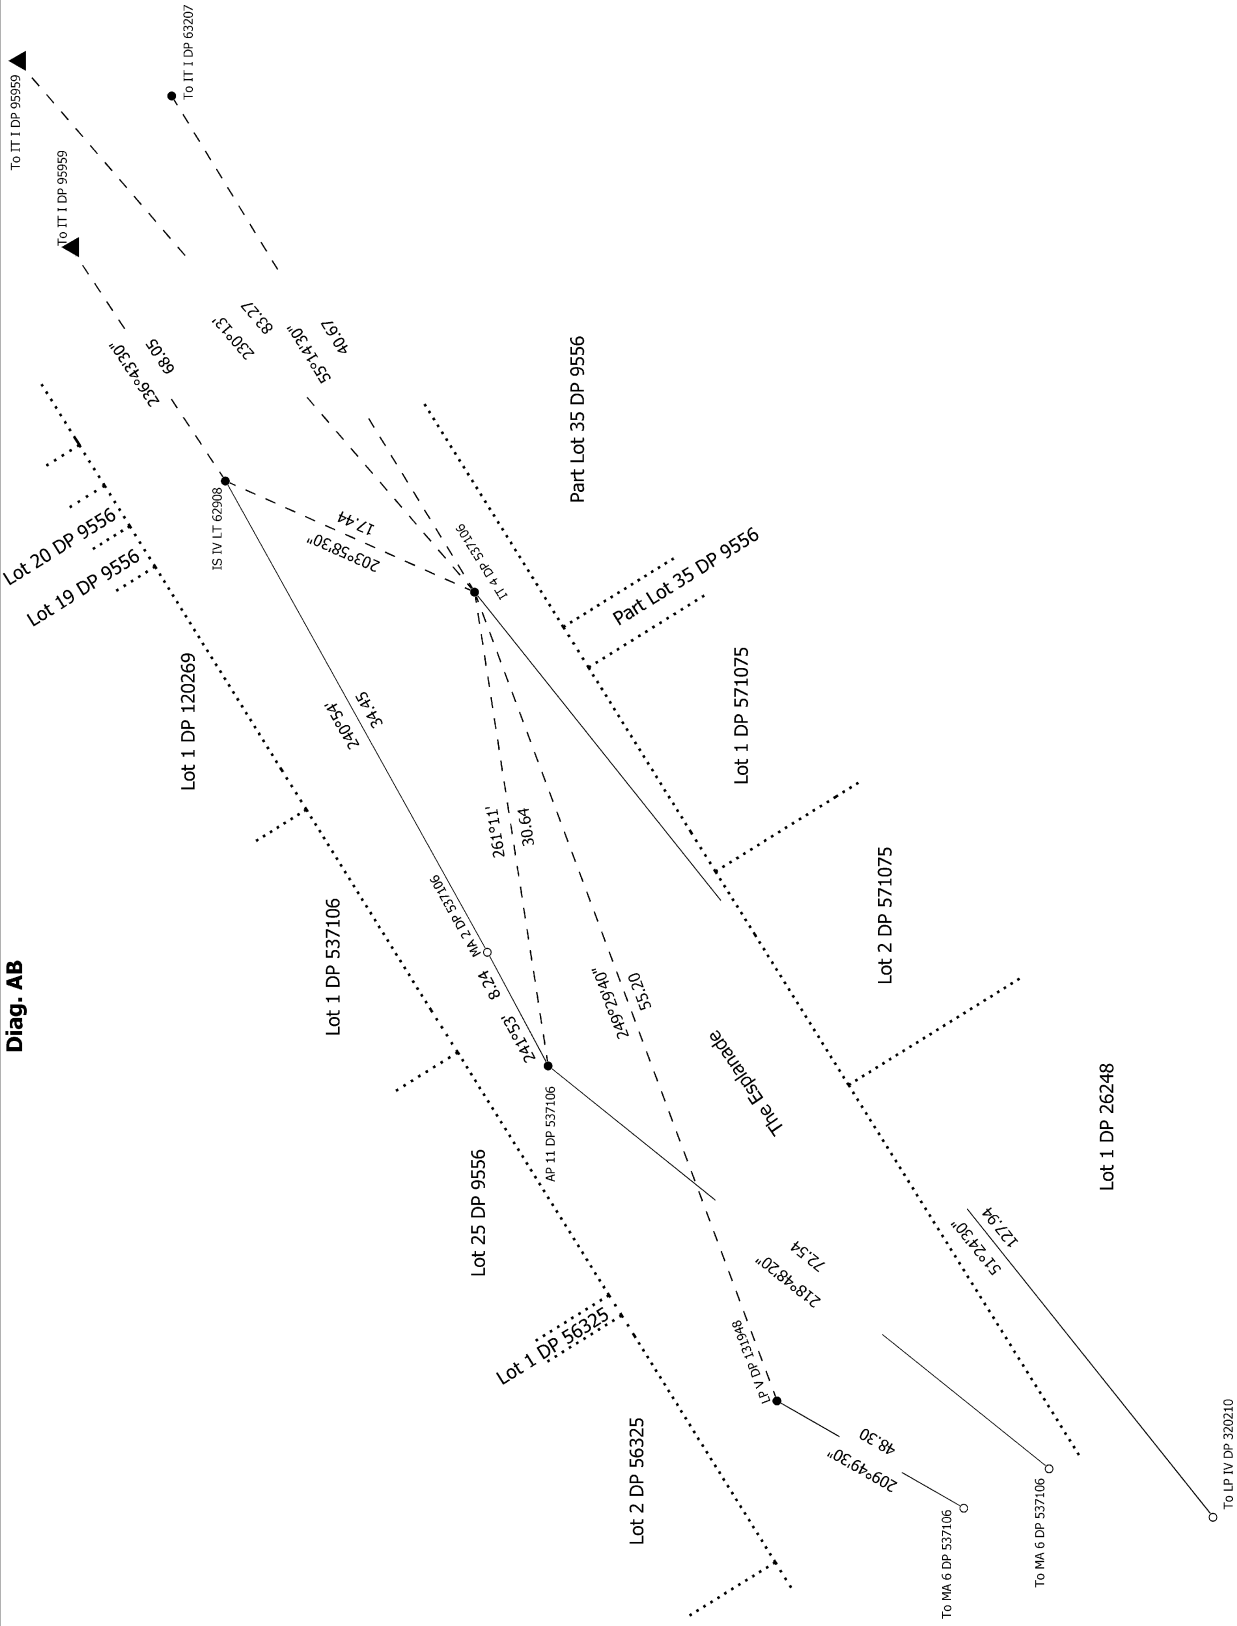 Diag. AB
To IT I DP 95959
To IT I DP 63207
To IT I DP 95959
236°43'30"
68.05
230°13'
83.27
55°14'30"
40.67
Part Lot 35 DP 9556
IS IV LT 62908
203°58'30"
17.44
IT 4 DP 537106
Lot 20 DP 9556
Lot 19 DP 9556
Part Lot 35 DP 9556
Lot 1 DP 120269
240°54'
34.45
Lot 1 DP 571075
261°11'
30.64
MA 2 DP 537106
Lot 1 DP 537106
241°53'
8.24
249°29'40"
55.20
Lot 2 DP 571075
AP 11 DP 537106
The Esplanade
Lot 1 DP 26248
Lot 25 DP 9556
218°48'20"
72.54
51°24'30"
127.94
Lot 1 DP 56325
LP V DP 131948
Lot 2 DP 56325
209°49'30"
48.30
To MA 6 DP 537106
To MA 6 DP 537106
To LP IV DP 320210